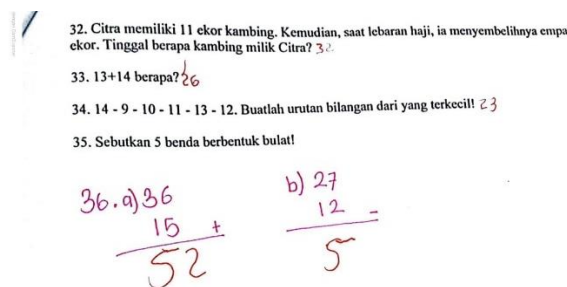 32. Citra memiliki 11 ekor kambing. Kemudian, saat lebaran haji, ia menyembelihnya empa
ekor. Tinggal berapa kambing milik Citra? 32
33. 13+14 berapa? 26
34. 14 - 9 - 10 - 11 - 13 - 12. Buatlah urutan bilangan dari yang terkecil! 23
35. Sebutkan 5 benda berbentuk bulat!
36. a) 36
15 +
52
b) 27
12 -
5